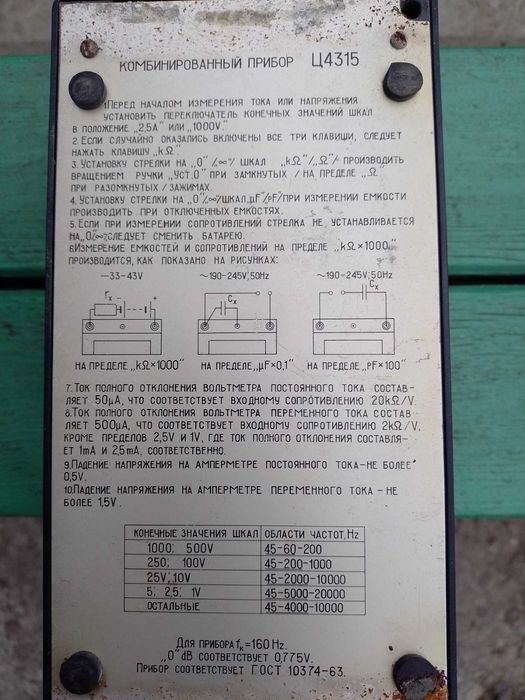 КОМБИНИРОВАННЫЙ ПРИБОР Ц4315
1. ПЕРЕД НАЧАЛОМ ИЗМЕРЕНИЯ ТОКА ИЛИ НАПРЯЖЕНИЯ
УСТАНОВИТЬ ПЕРЕКЛЮЧАТЕЛЬ КОНЕЧНЫХ ЗНАЧЕНИЙ ШКАЛ
В ПОЛОЖЕНИЕ „2,5А" ИЛИ „1000V."
2. ЕСЛИ СЛУЧАЙНО ОКАЗАЛИСЬ ВКЛЮЧЕНЫ ВСЕ ТРИ КЛАВИШИ, СЛЕДУЕТ
НАЖАТЬ КЛАВИШУ „kΩ"
3. УСТАНОВКУ СТРЕЛКИ НА „0" /„∞"/ ШКАЛ „kΩ"/„Ω"/ ПРОИЗВОДИТЬ
ВРАЩЕНИЕМ РУЧКИ „УСТ.0" ПРИ ЗАМКНУТЫХ / НА ПРЕДЕЛЕ „Ω
ПРИ РАЗОМКНУТЫХ / ЗАЖИМАХ.
4. УСТАНОВКУ СТРЕЛКИ НА „0"/„∞"/ШКАЛ „μF"/„pF"/ ПРИ ИЗМЕРЕНИИ ЕМКОСТИ
ПРОИЗВОДИТЬ ПРИ ОТКЛЮЧЕННЫХ ЕМКОСТЯХ.
5. ЕСЛИ ПРИ ИЗМЕРЕНИИ СОПРОТИВЛЕНИЙ СТРЕЛКА НЕ УСТАНАВЛИВАЕТСЯ
НА „0"/„∞"/, СЛЕДУЕТ СМЕНИТЬ БАТАРЕЮ.
6. ИЗМЕРЕНИЕ ЕМКОСТЕЙ И СОПРОТИВЛЕНИЙ НА ПРЕДЕЛЕ „kΩ×1000"
ПРОИЗВОДИТСЯ, КАК ПОКАЗАНО НА РИСУНКАХ:
—33-43V ~190-245V, 50Hz ~190-245V, 50Hz
rx - + Cx Cx
НА ПРЕДЕЛЕ „kΩ×1000" НА ПРЕДЕЛЕ „μF×0,1" НА ПРЕДЕЛЕ „pF×100"
7. ТОК ПОЛНОГО ОТКЛОНЕНИЯ ВОЛЬТМЕТРА ПОСТОЯННОГО ТОКА СОСТАВ-
ЛЯЕТ 50μA, ЧТО СООТВЕТСТВУЕТ ВХОДНОМУ СОПРОТИВЛЕНИЮ 20kΩ/V.
8. ТОК ПОЛНОГО ОТКЛОНЕНИЯ ВОЛЬТМЕТРА ПЕРЕМЕННОГО ТОКА СОСТАВ
ЛЯЕТ 500μA, ЧТО СООТВЕТСТВУЕТ ВХОДНОМУ СОПРОТИВЛЕНИЮ 2kΩ/V.
КРОМЕ ПРЕДЕЛОВ 2,5V И 1V, ГДЕ ТОК ПОЛНОГО ОТКЛОНЕНИЯ СОСТАВЛЯ-
ЕТ 1mA И 2,5mA, СООТВЕТСТВЕННО.
9. ПАДЕНИЕ НАПРЯЖЕНИЯ НА АМПЕРМЕТРЕ ПОСТОЯННОГО ТОКА-НЕ БОЛЕЕ
0,5V.
10. ПАДЕНИЕ НАПРЯЖЕНИЯ НА АМПЕРМЕТРЕ ПЕРЕМЕННОГО ТОКА - НЕ
БОЛЕЕ 1,5V.
КОНЕЧНЫЕ ЗНАЧЕНИЯ ШКАЛ ОБЛАСТИ ЧАСТОТ, Hz
1000; 500V 45-60-200
250; 100V 45-200-1000
25V; 10V 45-2000-10000
5; 2,5; 1V 45-5000-20000
ОСТАЛЬНЫЕ 45-4000-10000
ДЛЯ ПРИБОРА fк=160Hz.
„0" dB СООТВЕТСТВУЕТ 0,775V.
ПРИБОР СООТВЕТСТВУЕТ ГОСТ 10374-63.